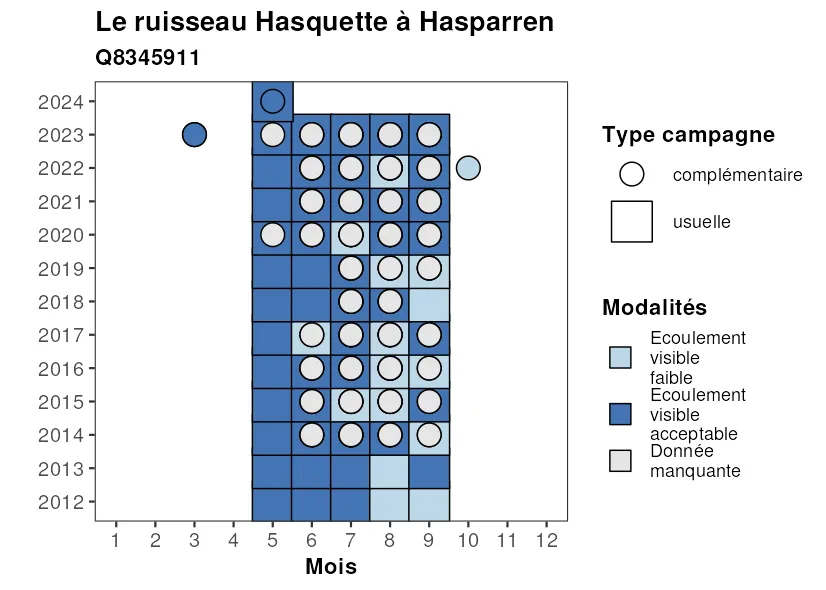 Le ruisseau Hasquette à Hasparren
Q8345911
2024
2023
2022
2021
2020
2019
2018
2017
2016
2015
2014
2013
2012
1 2 3 4 5 6 7 8 9 10 11 12
Mois
Type campagne
complémentaire
usuelle
Modalités
Ecoulement
visible
faible
Ecoulement
visible
acceptable
Donnée
manquante